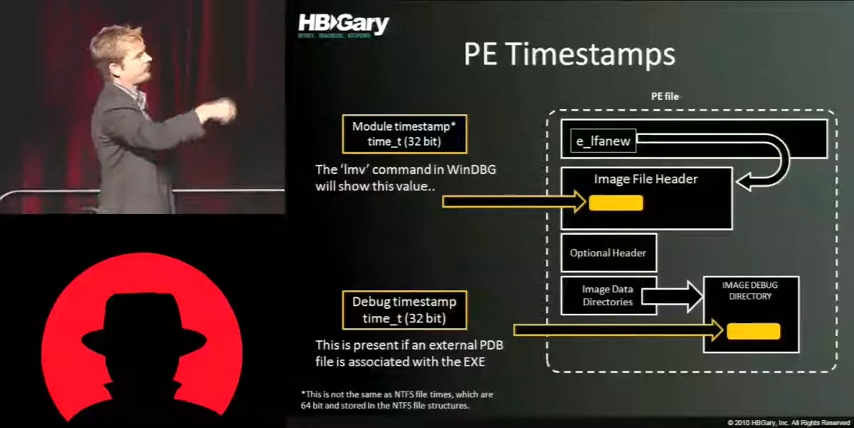 HBGary
DETECT. DIAGNOSE. RESPOND.
PE Timestamps
PE file
Module timestamp*
time_t (32 bit)
The 'lmv' command in WinDBG
will show this value..
e_lfanew
Image File Header
Optional Header
Image Data
Directories
IMAGE DEBUG
DIRECTORY
Debug timestamp
time_t (32 bit)
This is present if an external PDB
file is associated with the EXE
*This is not the same as NTFS file times, which are
64 bit and stored in the NTFS file structures.
© 2010 HBGary, Inc. All Rights Reserved